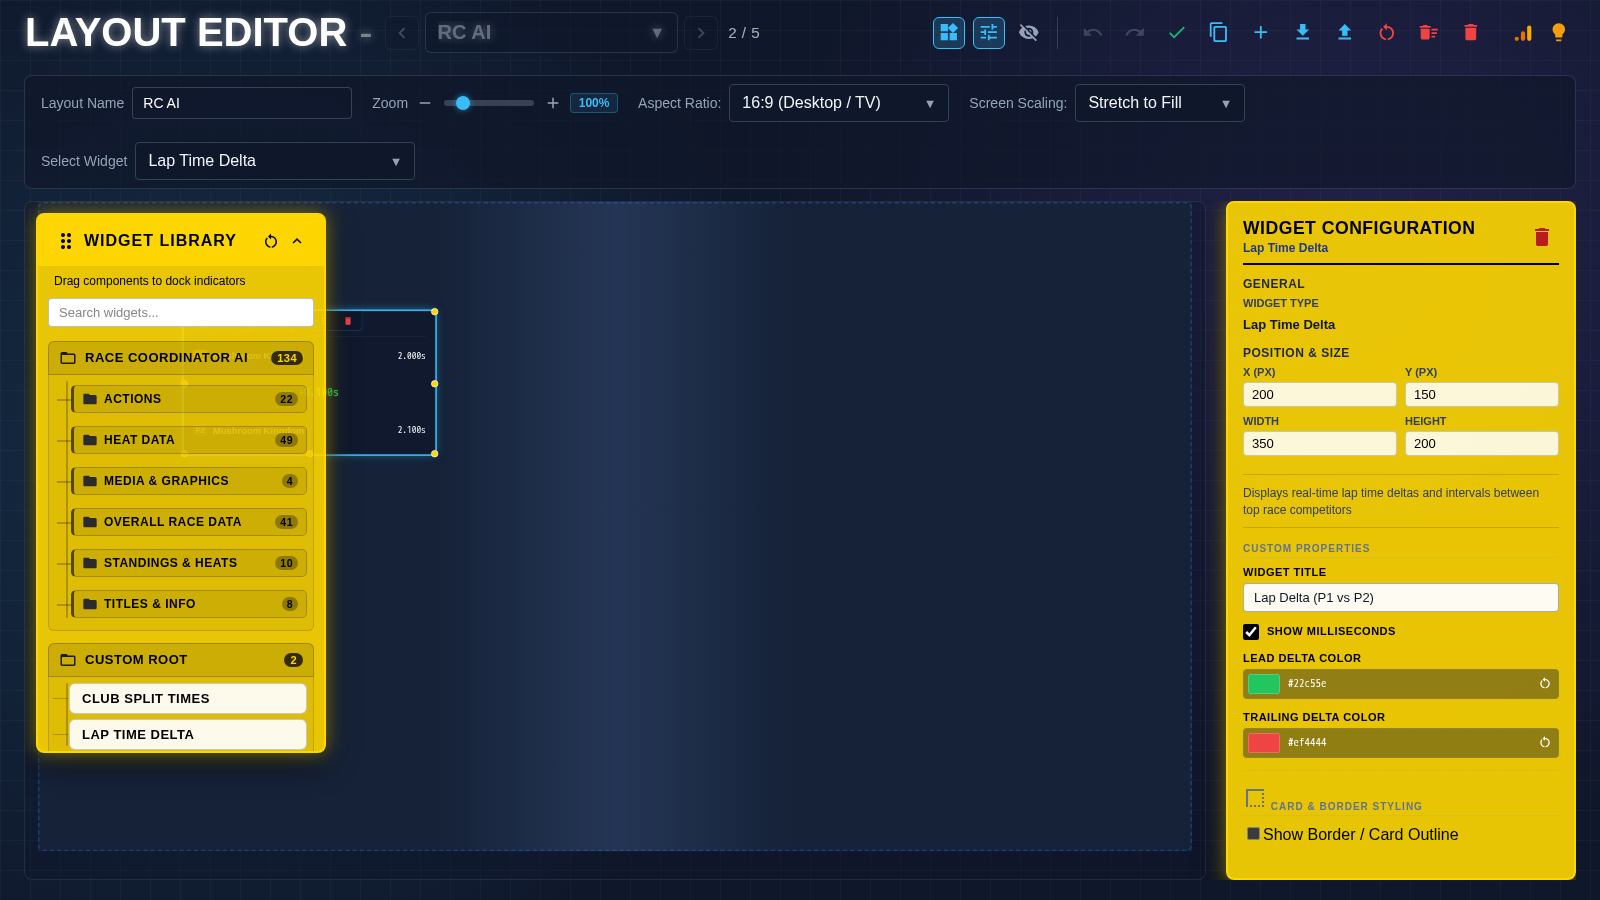 LAYOUT EDITOR -
RC AI
2 / 5
Layout Name
RC AI
Zoom
100%
Aspect Ratio:
16:9 (Desktop / TV)
Screen Scaling:
Stretch to Fill
Select Widget
Lap Time Delta
WIDGET LIBRARY
Drag components to dock indicators
Search widgets...
RACE COORDINATOR AI
134
ACTIONS
22
HEAT DATA
49
MEDIA & GRAPHICS
4
OVERALL RACE DATA
41
STANDINGS & HEATS
10
TITLES & INFO
8
CUSTOM ROOT
2
CLUB SPLIT TIMES
LAP TIME DELTA
2.000s
P2 Mushroom Kingdom
2.100s
WIDGET CONFIGURATION
Lap Time Delta
GENERAL
WIDGET TYPE
Lap Time Delta
POSITION & SIZE
X (PX)
Y (PX)
200
150
WIDTH
HEIGHT
350
200
Displays real-time lap time deltas and intervals between
top race competitors
CUSTOM PROPERTIES
WIDGET TITLE
Lap Delta (P1 vs P2)
SHOW MILLISECONDS
LEAD DELTA COLOR
#22c55e
TRAILING DELTA COLOR
#ef4444
CARD & BORDER STYLING
Show Border / Card Outline